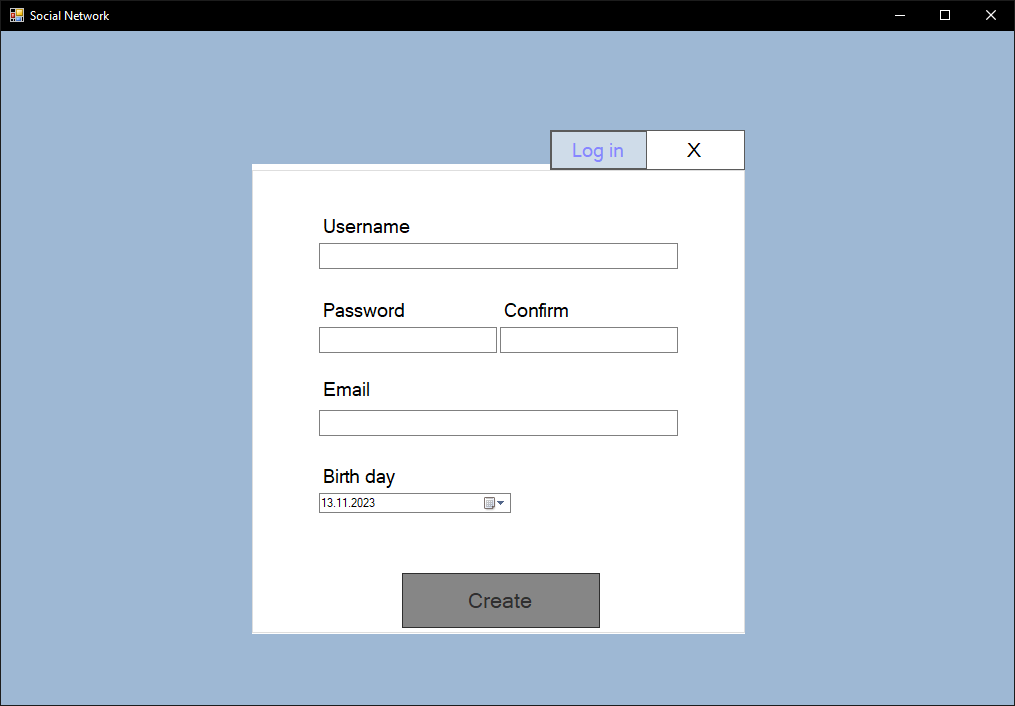 Social Network
Log in X
Username
Password Confirm
Email
Birth day
13.11.2023
Create